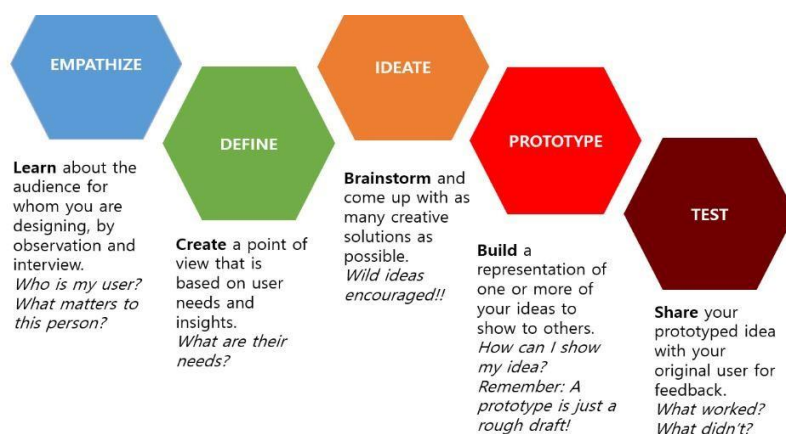 EMPATHIZE
Learn about the
audience for
whom you are
designing, by
observation and
interview.
Who is my user?
What matters to
this person?
DEFINE
Create a point of
view that is
based on user
needs and
insights.
What are their
needs?
IDEATE
Brainstorm and
come up with as
many creative
solutions as
possible.
Wild ideas
encouraged!!
PROTOTYPE
Build a
representation of
one or more of
your ideas to
show to others.
How can I show
my idea?
Remember: A
prototype is just a
rough draft!
TEST
Share your
prototyped idea
with your
original user for
feedback.
What worked?
What didn't?